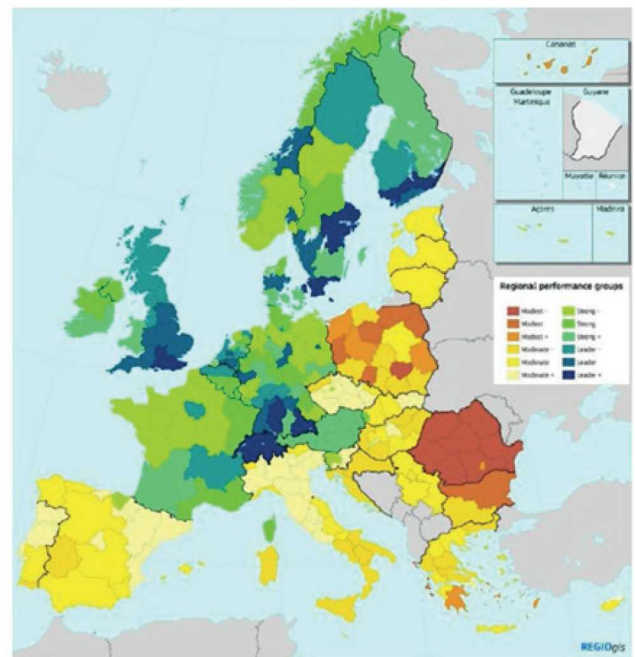 Canarias
Guadeloupe
Martinique
Guyane
Mayotte
Réunion
Açores
Madeira
Regional performance groups
Modest -
Modest
Modest +
Moderate -
Moderate
Moderate +
Strong -
Strong
Strong +
Leader -
Leader
Leader +
REGIOgis